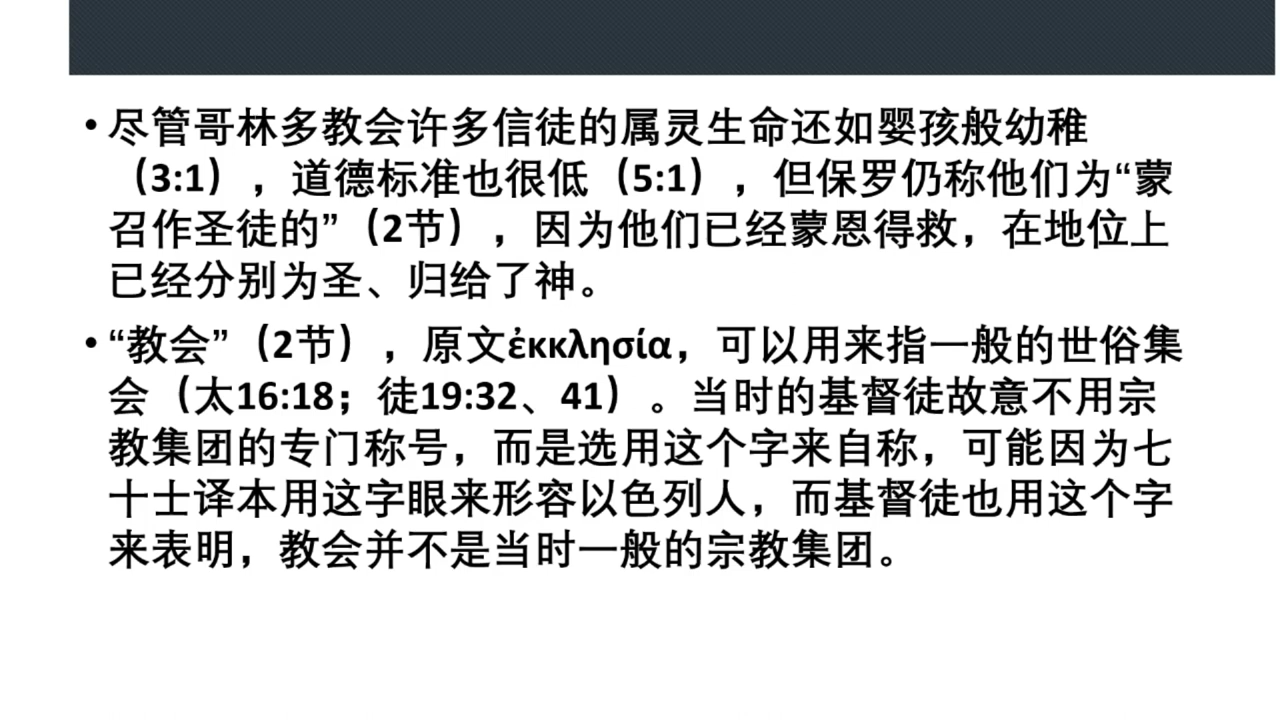 • 尽管哥林多教会许多信徒的属灵生命还如婴孩般幼稚
（3:1），道德标准也很低（5:1），但保罗仍称他们为“蒙
召作圣徒的”（2节），因为他们已经蒙恩得救，在地位上
已经分别为圣、归给了神。
• “教会”（2节），原文ἐκκλησία，可以用来指一般的世俗集
会（太16:18；徒19:32、41）。当时的基督徒故意不用宗
教集团的专门称号，而是选用这个字来自称，可能因为七
十士译本用这字眼来形容以色列人，而基督徒也用这个字
来表明，教会并不是当时一般的宗教集团。